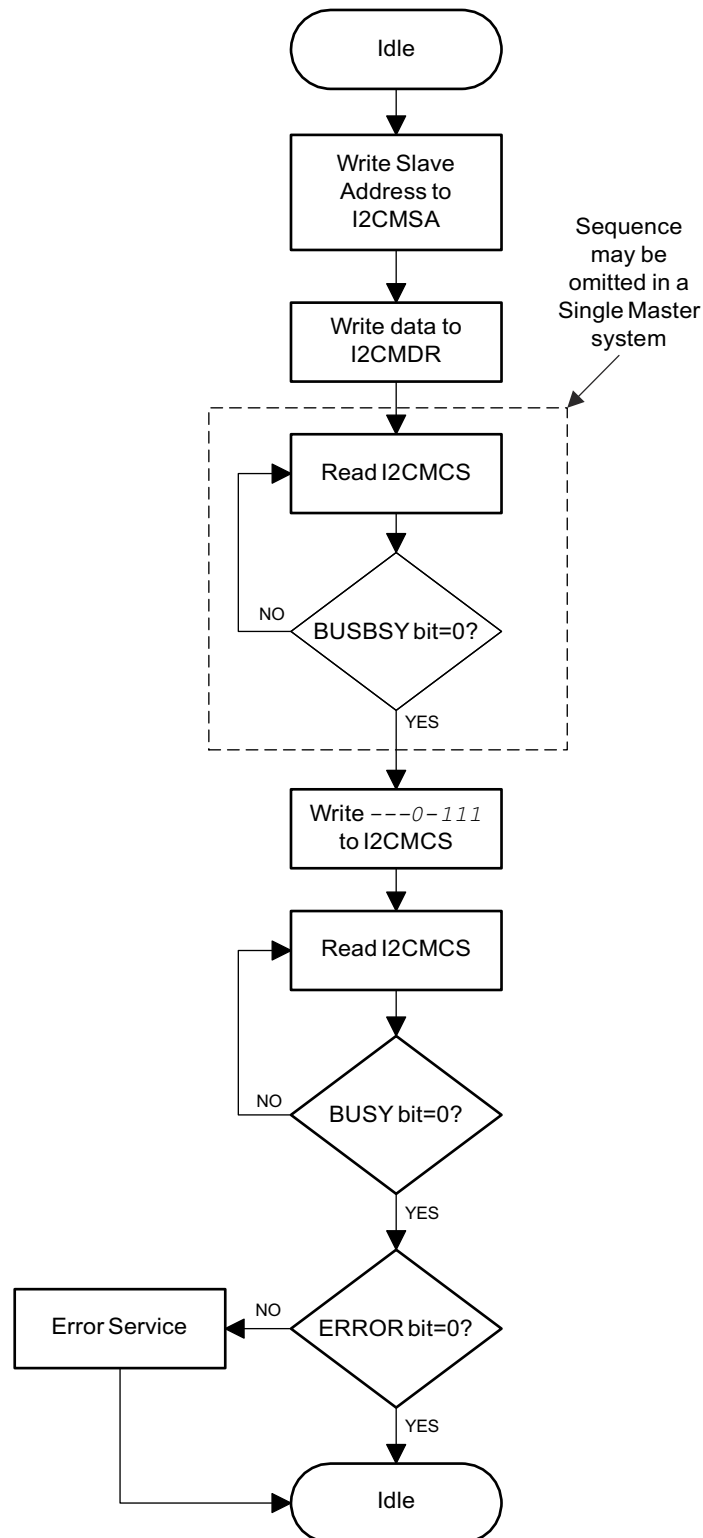 Idle
Write Slave
Address to
I2CMSA
Sequence
may be
omitted in a
Single Master
system
Write data to
I2CMDR
Read I2CMCS
NO
BUSBSY bit=0?
YES
Write ---0-111
to I2CMCS
Read I2CMCS
NO
BUSY bit=0?
YES
Error Service
NO
ERROR bit=0?
YES
Idle